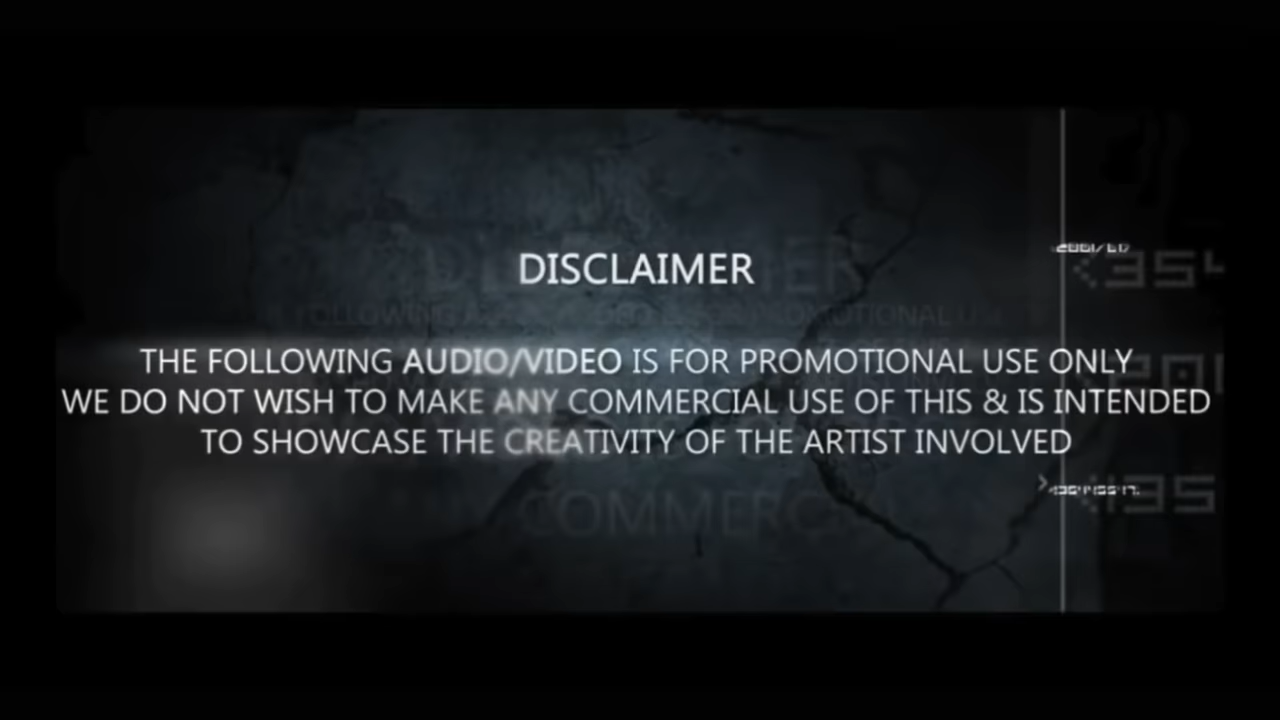 DISCLAIMER
THE FOLLOWING AUDIO/VIDEO IS FOR PROMOTIONAL USE ONLY
WE DO NOT WISH TO MAKE ANY COMMERCIAL USE OF THIS & IS INTENDED
TO SHOWCASE THE CREATIVITY OF THE ARTIST INVOLVED